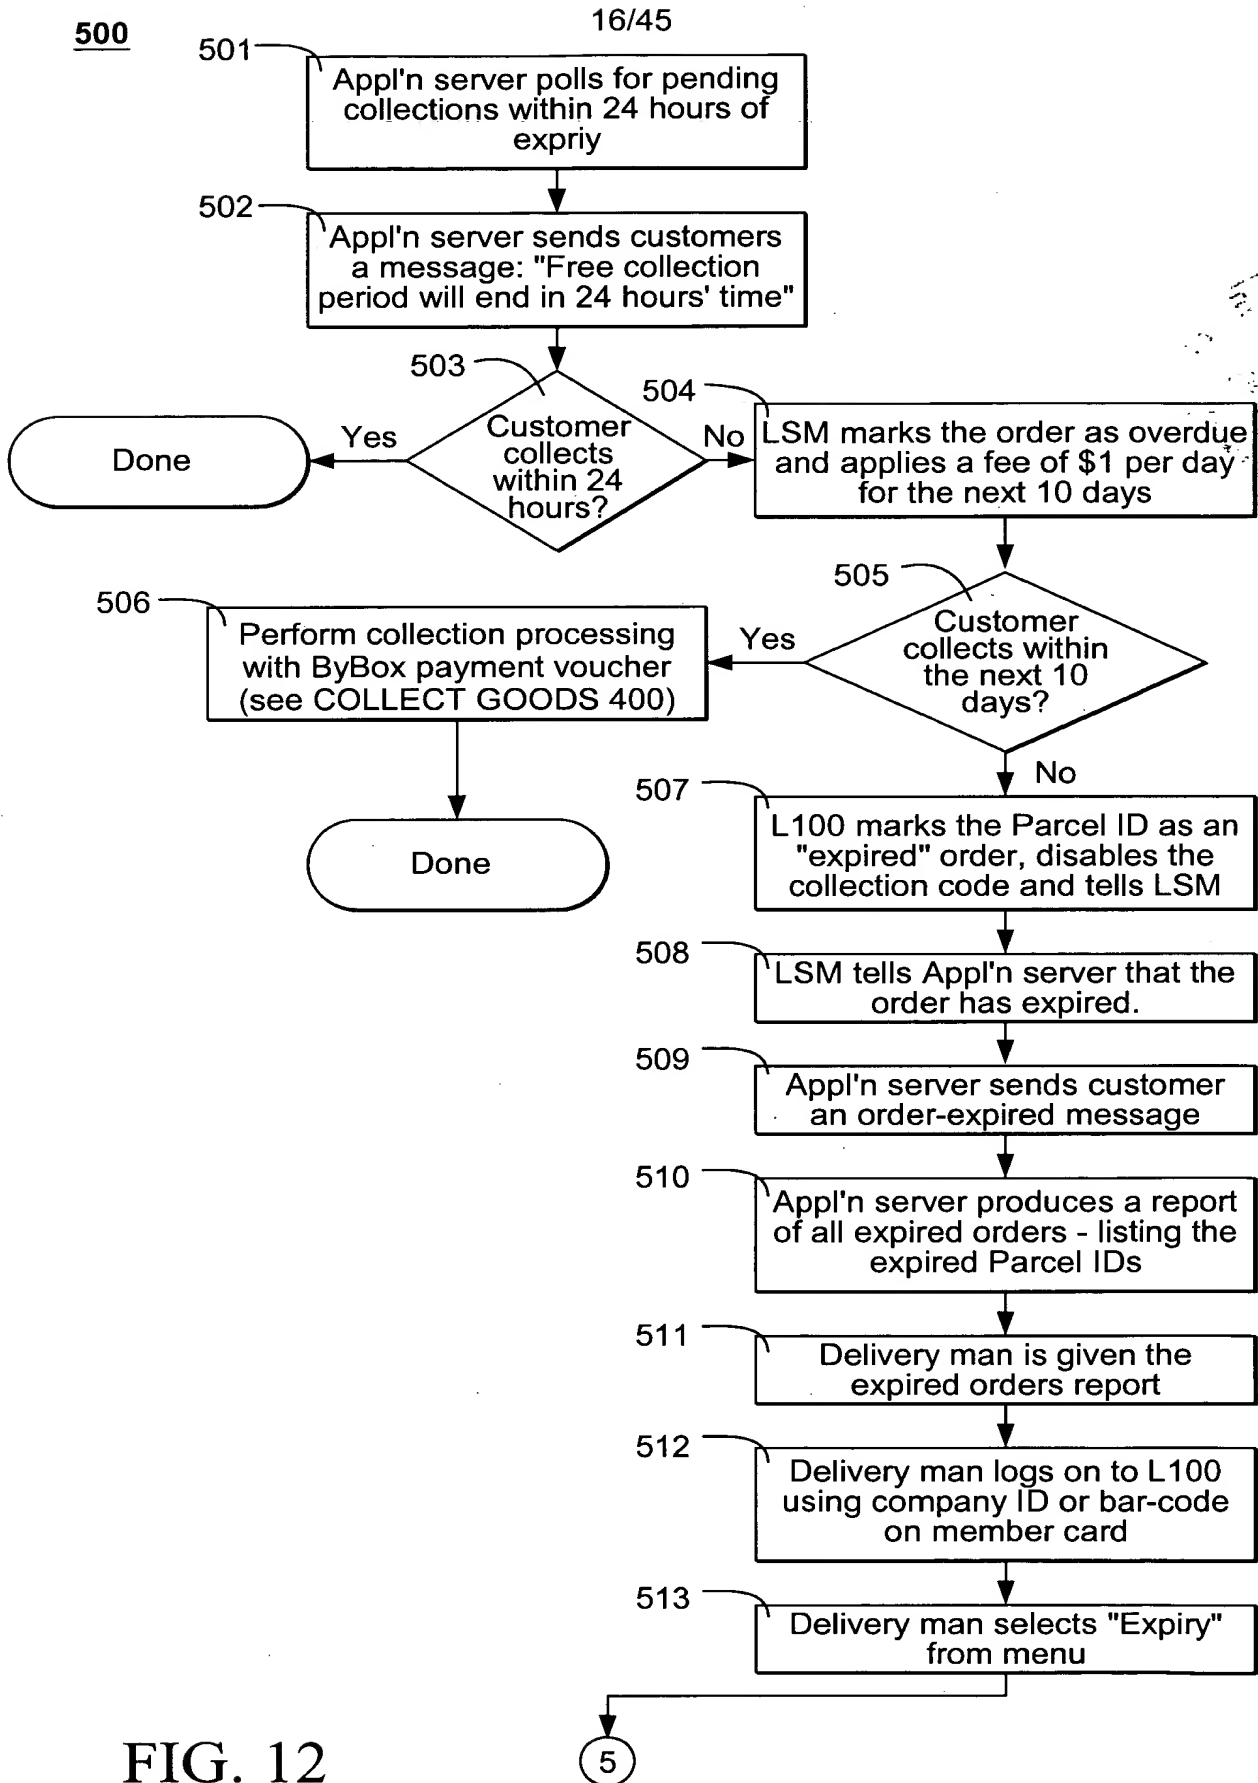 16/45
500
501
Appl'n server polls for pending
collections within 24 hours of
expriy
502
Appl'n server sends customers
a message: "Free collection
period will end in 24 hours' time"
503
Customer
collects
within 24
hours?
Yes
Done
No
504
LSM marks the order as overdue
and applies a fee of $1 per day
for the next 10 days
505
Customer
collects within
the next 10
days?
Yes
506
Perform collection processing
with ByBox payment voucher
(see COLLECT GOODS 400)
Done
No
507
L100 marks the Parcel ID as an
"expired" order, disables the
collection code and tells LSM
508
LSM tells Appl'n server that the
order has expired.
509
Appl'n server sends customer
an order-expired message
510
Appl'n server produces a report
of all expired orders - listing the
expired Parcel IDs
511
Delivery man is given the
expired orders report
512
Delivery man logs on to L100
using company ID or bar-code
on member card
513
Delivery man selects "Expiry"
from menu
5
FIG. 12